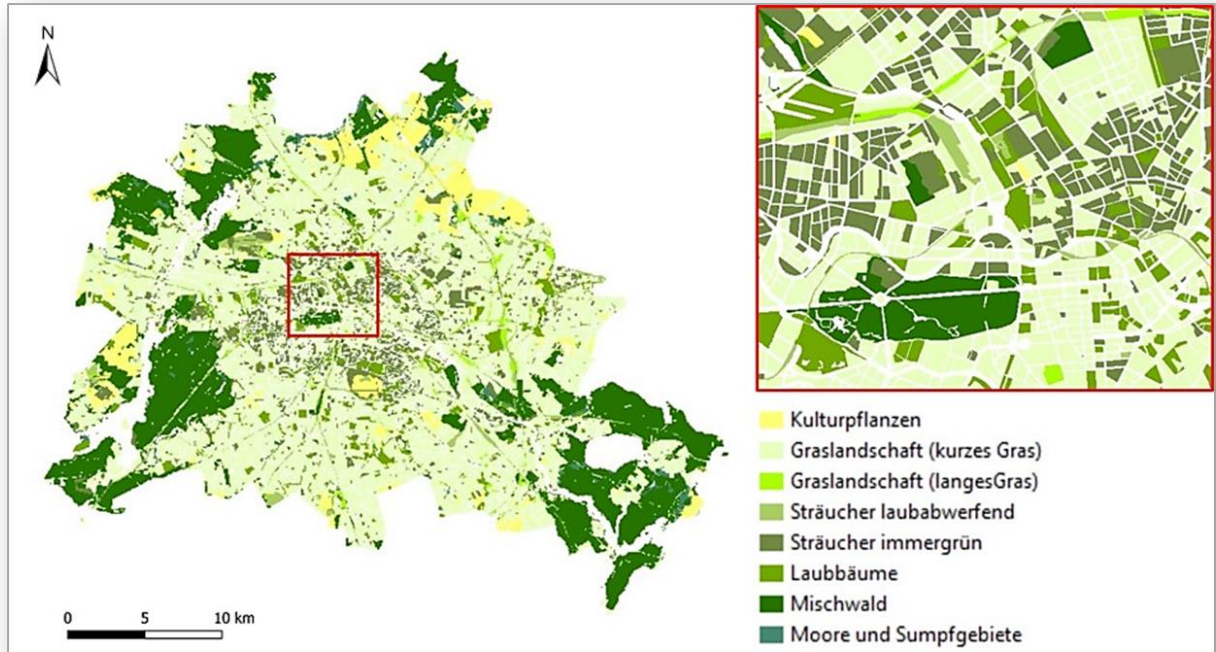 N
0 5 10 km
Kulturpflanzen
Graslandschaft (kurzes Gras)
Graslandschaft (langesGras)
Sträucher laubabwerfend
Sträucher immergrün
Laubbäume
Mischwald
Moore und Sumpfgebiete